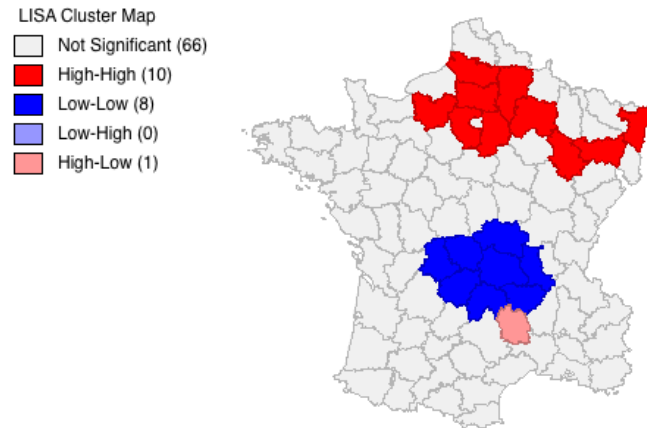 LISA Cluster Map
Not Significant (66)
High-High (10)
Low-Low (8)
Low-High (0)
High-Low (1)